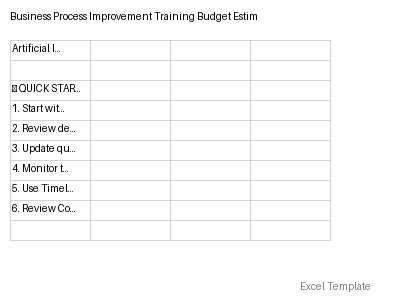 Business Process Improvement Training Budget Estim
Artificial I...
QUICK STAR...
1. Start wit...
2. Review de...
3. Update qu...
4. Monitor t...
5. Use Timel...
6. Review Co...
Excel Template